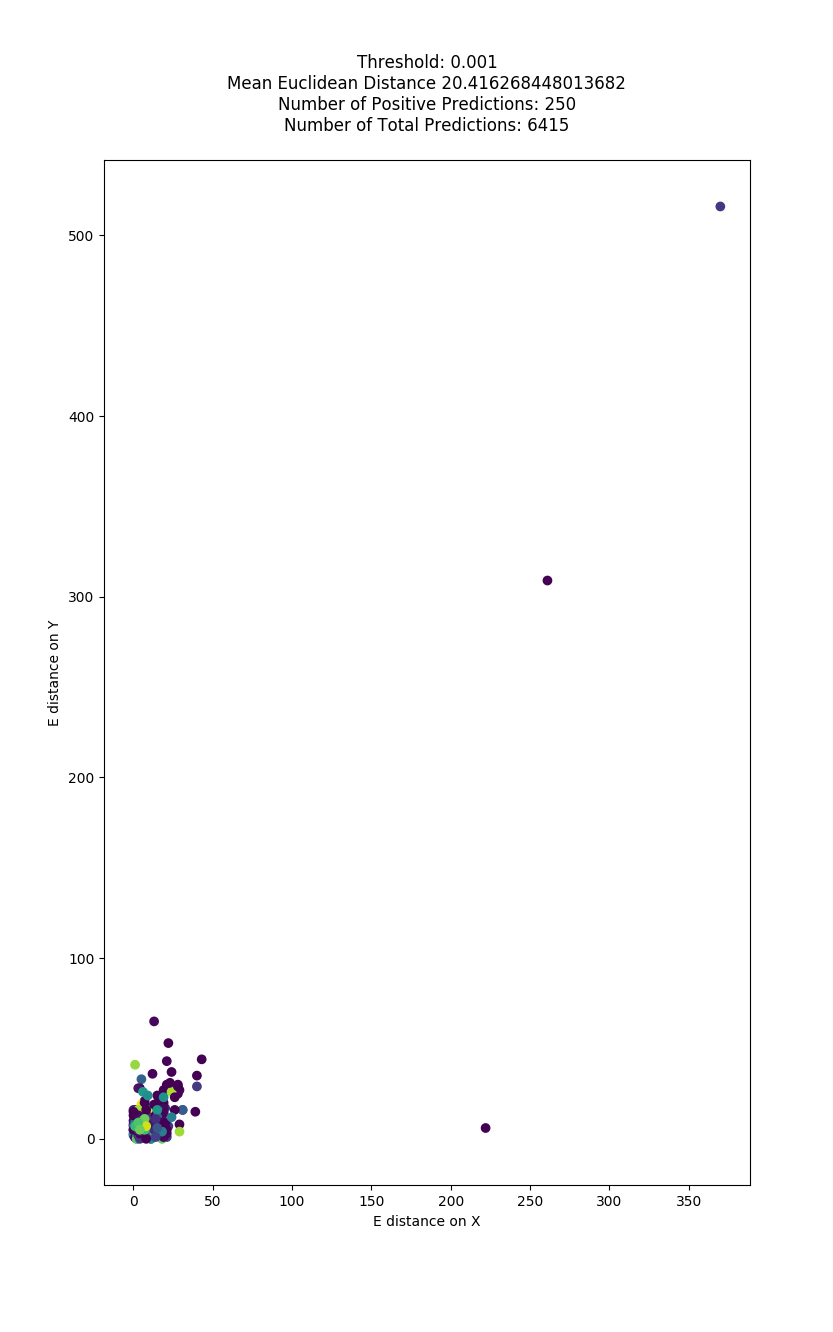 Threshold: 0.001
Mean Euclidean Distance 20.416268448013682
Number of Positive Predictions: 250
Number of Total Predictions: 6415
500
400
300
200
100
0
E distance on Y
0 50 100 150 200 250 300 350
E distance on X